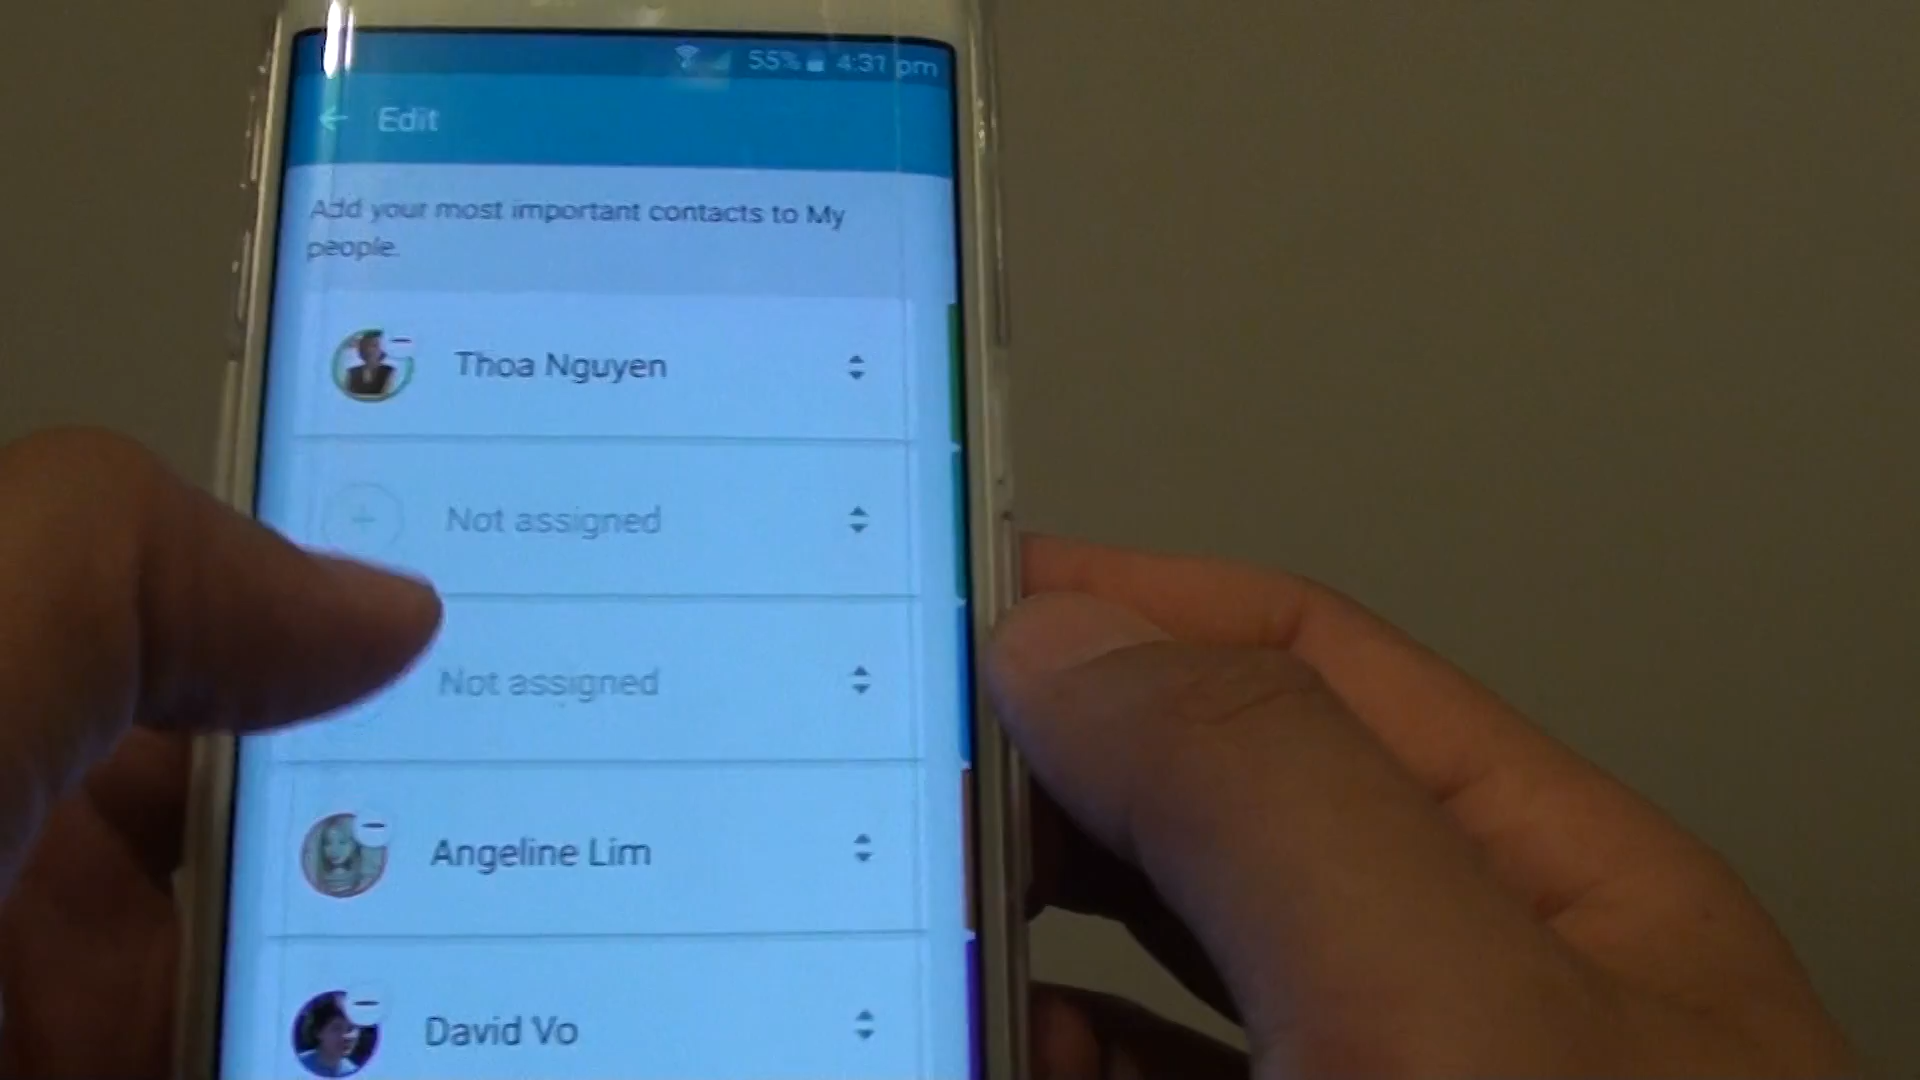 55% 4:31 pm
Edit
Add your most important contacts to My
people.
Thoa Nguyen
Not assigned
Not assigned
Angeline Lim
David Vo